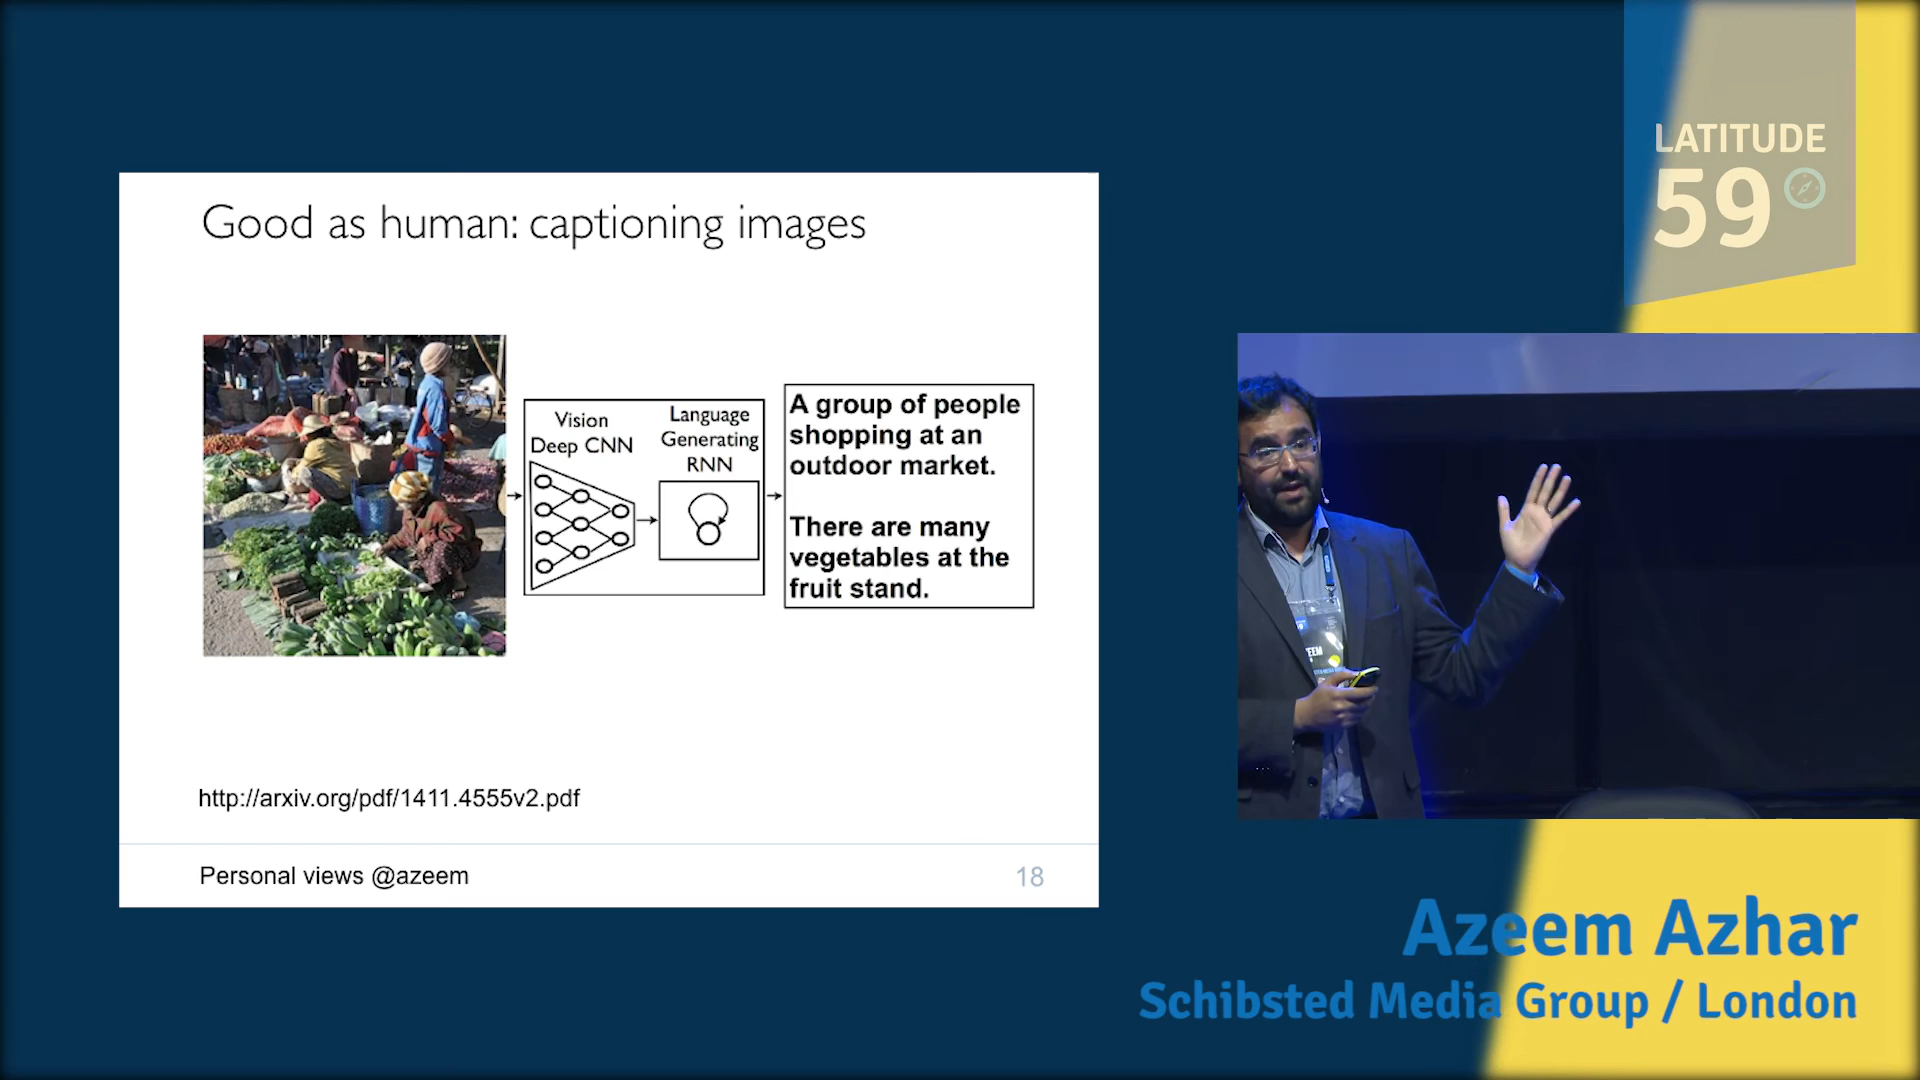 LATITUDE
59
Good as human: captioning images
Vision
Deep CNN
Language
Generating
RNN
A group of people
shopping at an
outdoor market.
There are many
vegetables at the
fruit stand.
http://arxiv.org/pdf/1411.4555v2.pdf
Personal views @azeem
18
Azeem Azhar
Schibsted Media Group / London